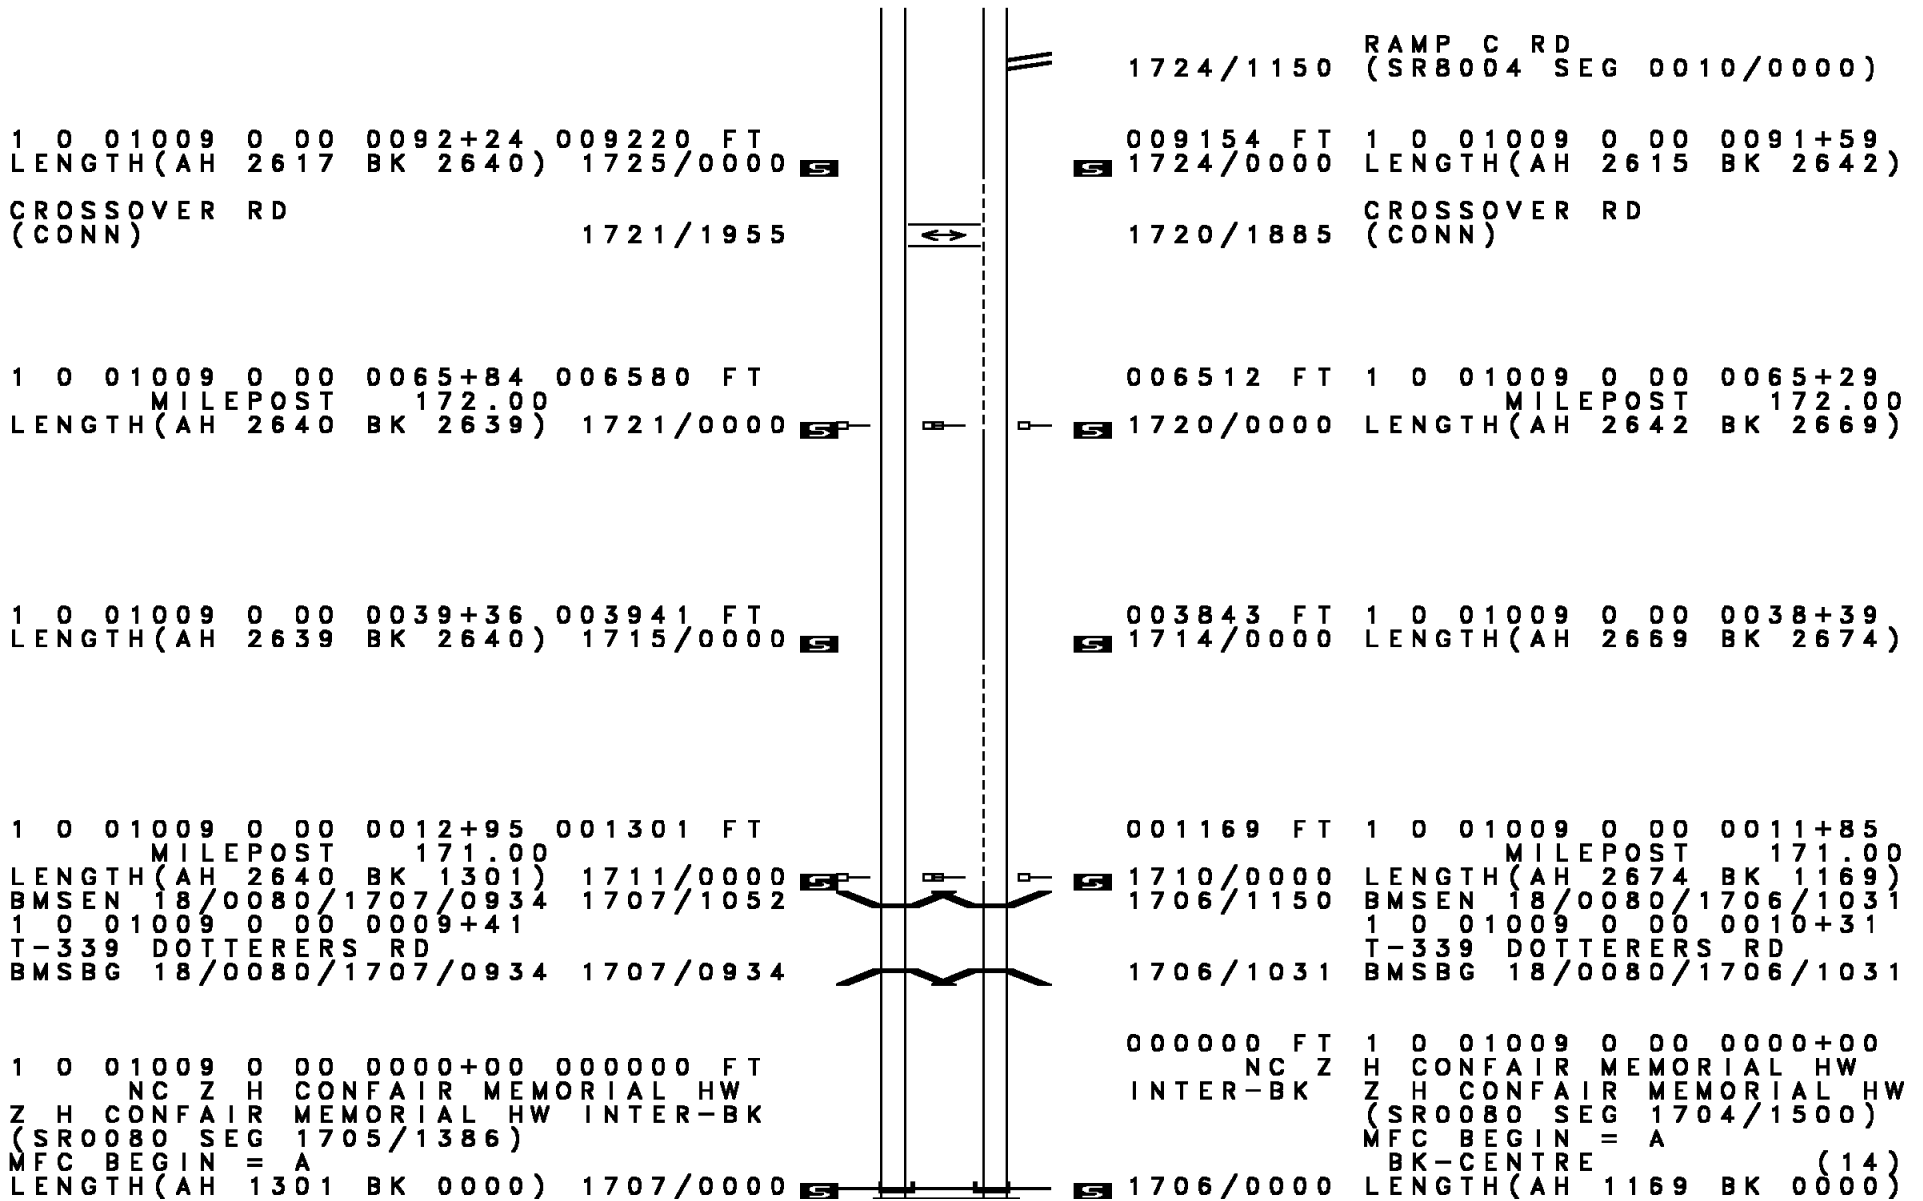 RAMP C RD
1724/1150 (SR8004 SEG 0010/0000)
1 0 01009 0 00 0092+24 009220 FT 009154 FT 1 0 01009 0 00 0091+59
LENGTH(AH 2617 BK 2640) 1725/0000 S S 1724/0000 LENGTH(AH 2615 BK 2642)
CROSSOVER RD CROSSOVER RD
(CONN) 1721/1955 1720/1885 (CONN)
1 0 01009 0 00 0065+84 006580 FT 006512 FT 1 0 01009 0 00 0065+29
MILEPOST 172.00 MILEPOST 172.00
LENGTH(AH 2640 BK 2639) 1721/0000 S S 1720/0000 LENGTH(AH 2642 BK 2669)
1 0 01009 0 00 0039+36 003941 FT 003843 FT 1 0 01009 0 00 0038+39
LENGTH(AH 2639 BK 2640) 1715/0000 S S 1714/0000 LENGTH(AH 2669 BK 2674)
1 0 01009 0 00 0012+95 001301 FT 001169 FT 1 0 01009 0 00 0011+85
MILEPOST 171.00 MILEPOST 171.00
LENGTH(AH 2640 BK 1301) 1711/0000 S S 1710/0000 LENGTH(AH 2674 BK 1169)
BMSEN 18/0080/1707/0934 1707/1052 1706/1150 BMSEN 18/0080/1706/1031
1 0 01009 0 00 0009+41 1 0 01009 0 00 0010+31
T-339 DOTTERERS RD T-339 DOTTERERS RD
BMSBG 18/0080/1707/0934 1707/0934 1706/1031 BMSBG 18/0080/1706/1031
000000 FT 1 0 01009 0 00 0000+00
1 0 01009 0 00 0000+00 000000 FT NC Z H CONFAIR MEMORIAL HW
NC Z H CONFAIR MEMORIAL HW INTER-BK Z H CONFAIR MEMORIAL HW
Z H CONFAIR MEMORIAL HW INTER-BK (SR0080 SEG 1704/1500)
(SR0080 SEG 1705/1386) MFC BEGIN = A
MFC BEGIN = A BK-CENTRE (14)
LENGTH(AH 1301 BK 0000) 1707/0000 S S 1706/0000 LENGTH(AH 1169 BK 0000)